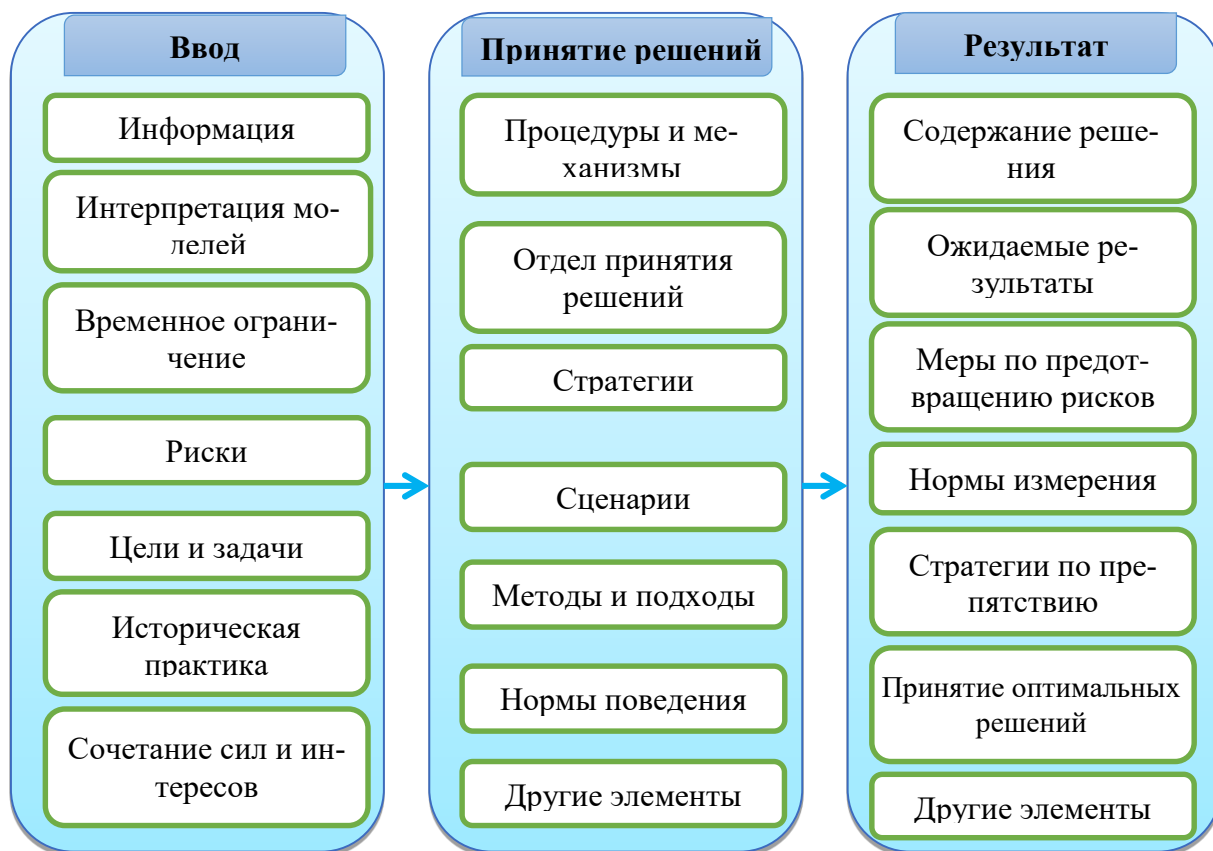 Ввод
Информация
Интерпретация мо-
делей
Временное ограни-
чение
Риски
Цели и задачи
Историческая
практика
Сочетание сил и ин-
тересов
Принятие решений
Процедуры и ме-
ханизмы
Отдел принятия
решений
Стратегии
Сценарии
Методы и подходы
Нормы поведения
Другие элементы
Результат
Содержание реше-
ния
Ожидаемые ре-
зультаты
Меры по предот-
вращению рисков
Нормы измерения
Стратегии по пре-
пятствию
Принятие оптимальных
решений
Другие элементы